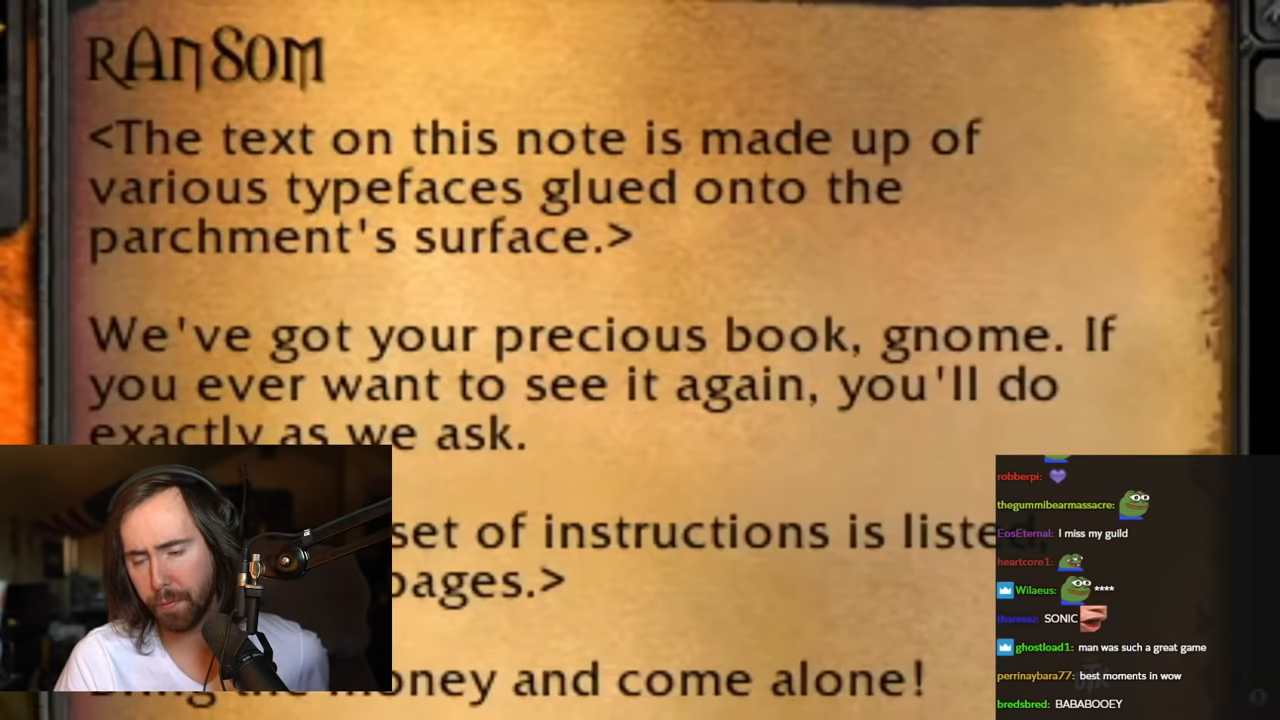 RANSOM
<The text on this note is made up of
various typefaces glued onto the
parchment's surface.>
We've got your precious book, gnome. If
you ever want to see it again, you'll do
exactly as we ask.
set of instructions is listed
pages.>
money and come alone!
robberpi:
thegummibearmassacre:
EosEternal: I miss my guild
heartcore1:
Wilaeus: ****
SONIC
ghostload1: man was such a great game
perrinaybara77: best moments in wow
bredsbred: BABABOOEY